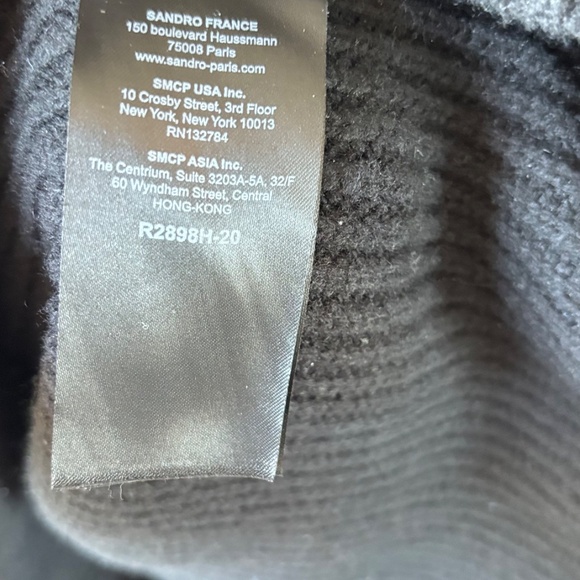 SANDRO FRANCE
150 boulevard Haussmann
75008 Paris
www.sandro-paris.com
SMCP USA Inc.
10 Crosby Street, 3rd Floor
New York, New York 10013
RN132784
SMCP ASIA Inc.
The Centrium, Suite 3203A-5A, 32/F
60 Wyndham Street, Central
HONG-KONG
R2898H-20